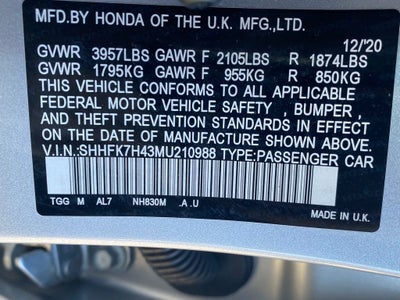 MFD.BY HONDA OF THE U.K. MFG.,LTD.
12/'20
GVWR 3957LBS GAWR F 2105LBS R 1874LBS
GVWR 1795KG GAWR F 955KG R 850KG
THIS VEHICLE CONFORMS TO ALL APPLICABLE
FEDERAL MOTOR VEHICLE SAFETY , BUMPER ,
AND THEFT PREVENTION STANDARDS IN EFFECT
ON THE DATE OF MANUFACTURE SHOWN ABOVE.
V.I.N.:SHHFK7H43MU210988 TYPE:PASSENGER CAR
TGG M AL7 NH830M .A .U
MADE IN U.K.